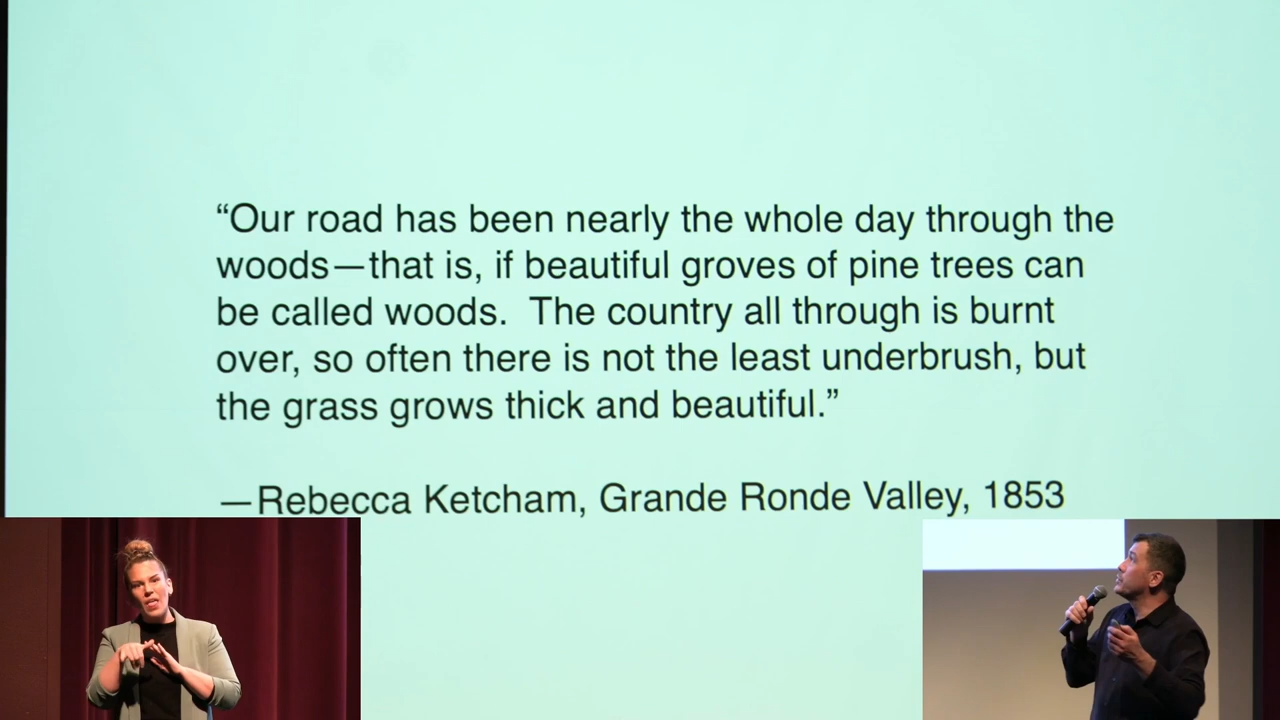 “Our road has been nearly the whole day through the
woods—that is, if beautiful groves of pine trees can
be called woods.  The country all through is burnt
over, so often there is not the least underbrush, but
the grass grows thick and beautiful.”
—Rebecca Ketcham, Grande Ronde Valley, 1853